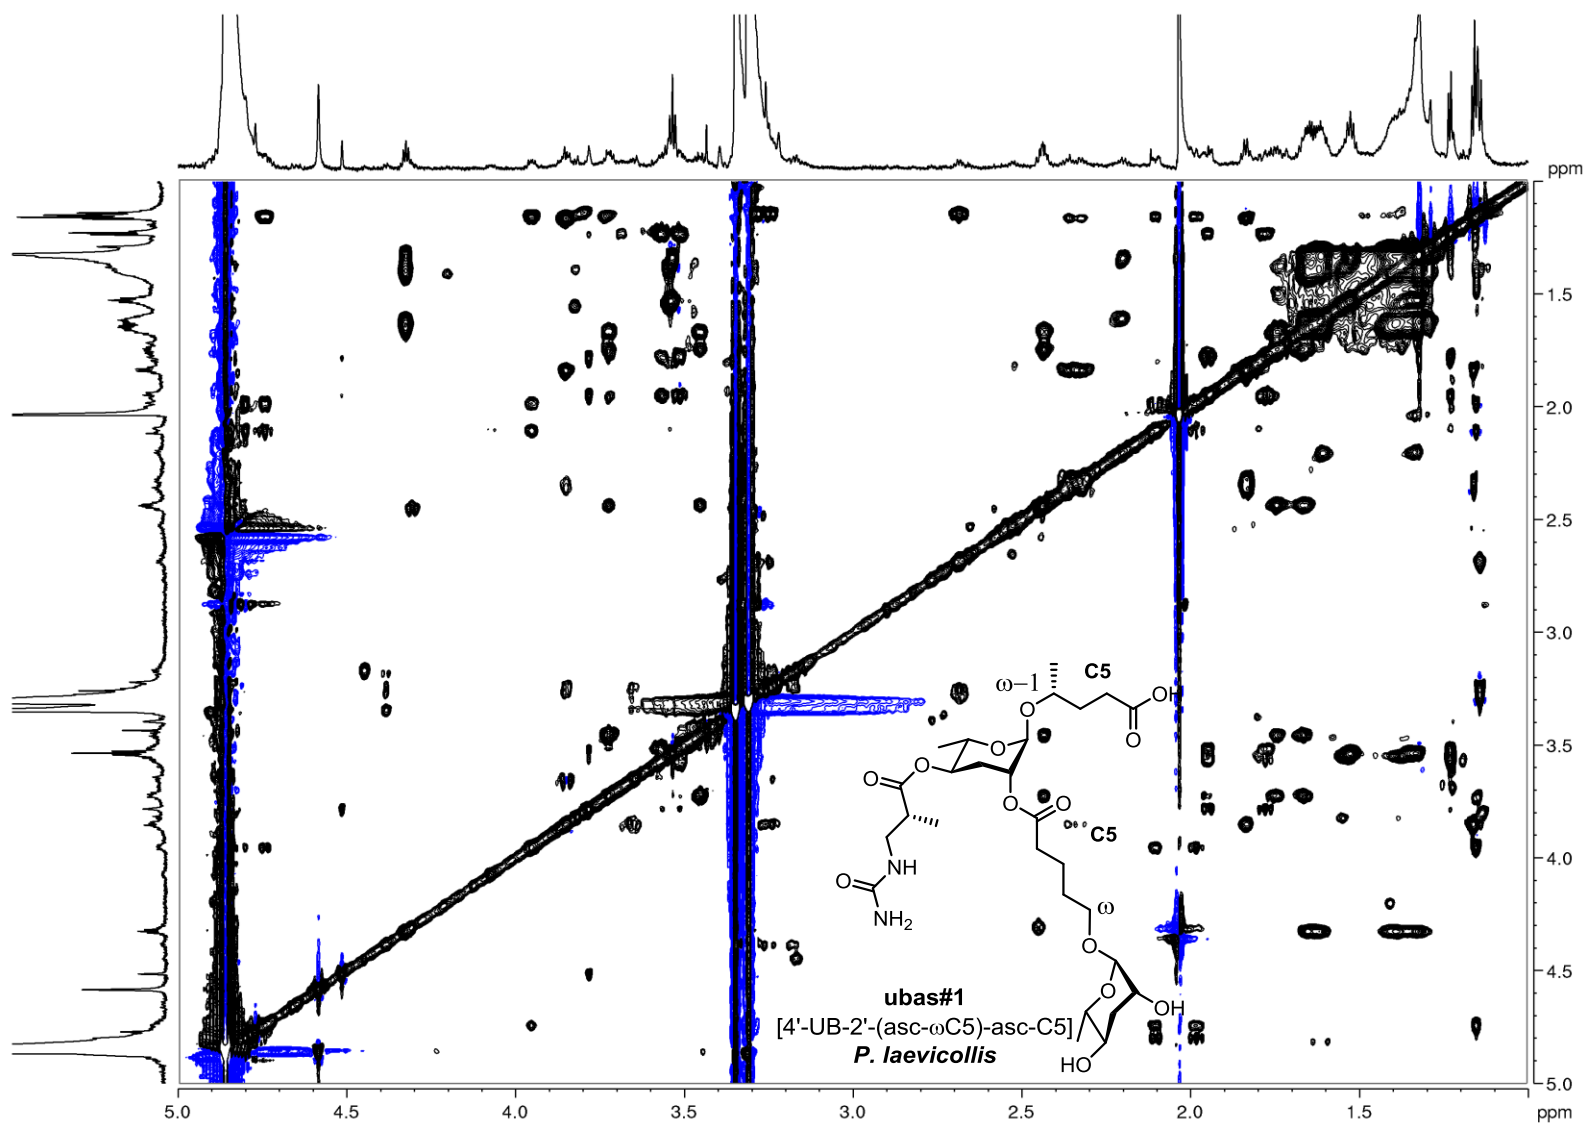 ppm
1.5
2.0
2.5
3.0
3.5
4.0
4.5
5.0
5.0 4.5 4.0 3.5 3.0 2.5 2.0 1.5 ppm
ω−1 C5
O OH
O
O
O
O O
O
C5
NH
O
NH2
ω
O
O
OH
HO
ubas#1
[4'-UB-2'-(asc-ωC5)-asc-C5]
P. laevicollis